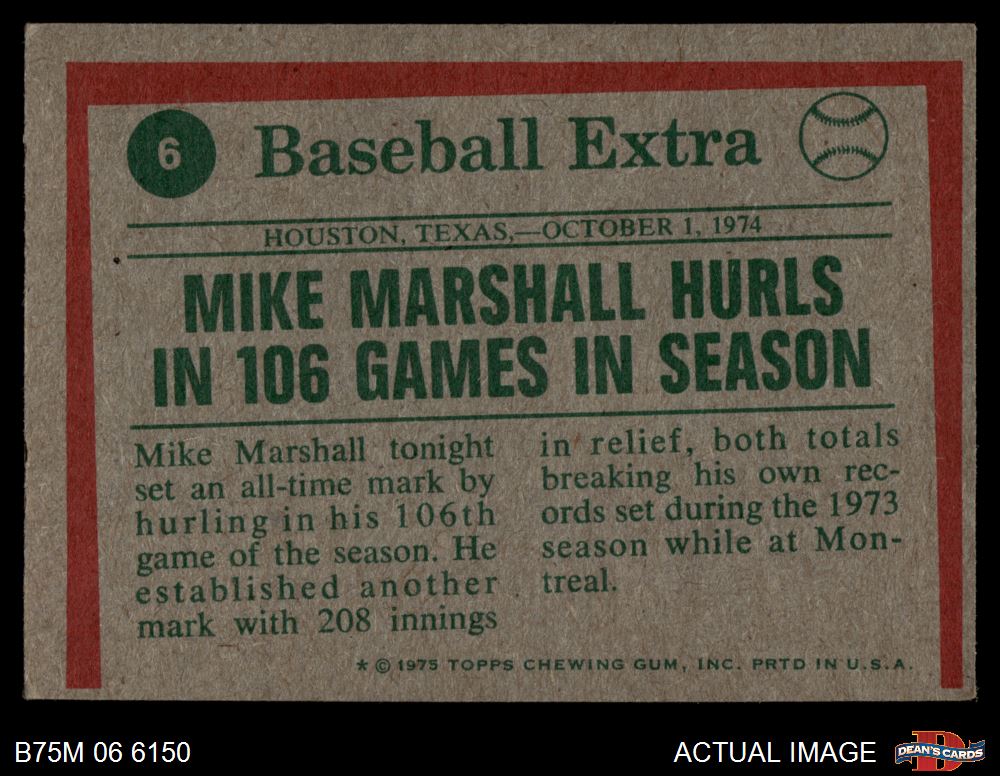 6
Baseball Extra
HOUSTON, TEXAS,—OCTOBER 1, 1974
MIKE MARSHALL HURLS
IN 106 GAMES IN SEASON
Mike Marshall tonight
set an all-time mark by
hurling in his 106th
game of the season. He
established another
mark with 208 innings
in relief, both totals
breaking his own rec-
ords set during the 1973
season while at Mon-
treal.
* © 1975 TOPPS CHEWING GUM, INC. PRTD IN U.S.A.
B75M 06 6150
ACTUAL IMAGE
DEAN'S CARDS